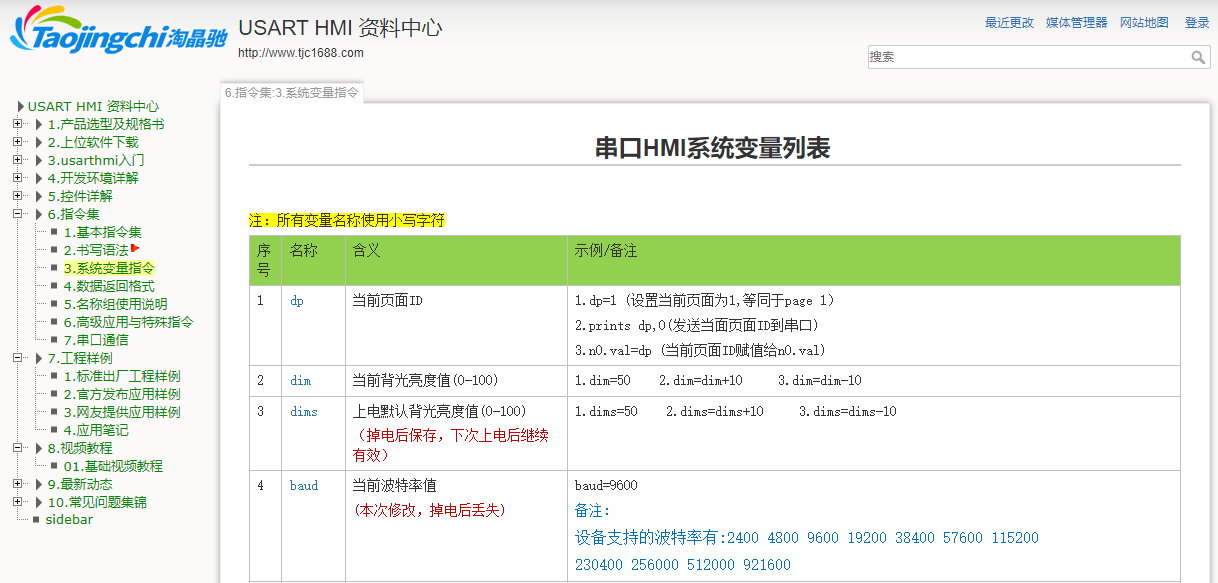 Taojingchi淘晶驰
USART HMI 资料中心
http://www.tjc1688.com
最近更改 媒体管理器 网站地图 登录
搜索
6.指令集:3.系统变量指令
USART HMI 资料中心
1.产品选型及规格书
2.上位软件下载
3.usarthmi入门
4.开发环境详解
5.控件详解
6.指令集
1.基本指令集
2.书写语法
3.系统变量指令
4.数据返回格式
5.名称组使用说明
6.高级应用与特殊指令
7.串口通信
7.工程样例
1.标准出厂工程样例
2.官方发布应用样例
3.网友提供应用样例
4.应用笔记
8.视频教程
01.基础视频教程
9.最新动态
10.常见问题集锦
sidebar
串口HMI系统变量列表
注：所有变量名称使用小写字符
序号 名称 含义 示例/备注
1 dp 当前页面ID 1.dp=1 (设置当前页面为1,等同于page 1)
2.prints dp,0(发送当面页面ID到串口)
3.n0.val=dp (当前页面ID赋值给n0.val)
2 dim 当前背光亮度值(0-100) 1.dim=50 2.dim=dim+10 3.dim=dim-10
3 dims 上电默认背光亮度值(0-100) 1.dims=50 2.dims=dims+10 3.dims=dims-10
（掉电后保存，下次上电后继续
有效）
4 baud 当前波特率值 baud=9600
(本次修改，掉电后丢失) 备注：
设备支持的波特率有:2400 4800 9600 19200 38400 57600 115200
230400 256000 512000 921600